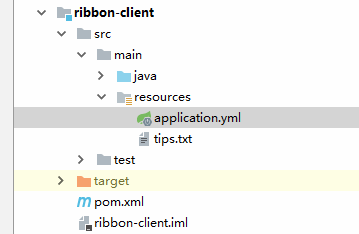 ribbon-client
src
main
java
resources
application.yml
tips.txt
test
target
pom.xml
ribbon-client.iml